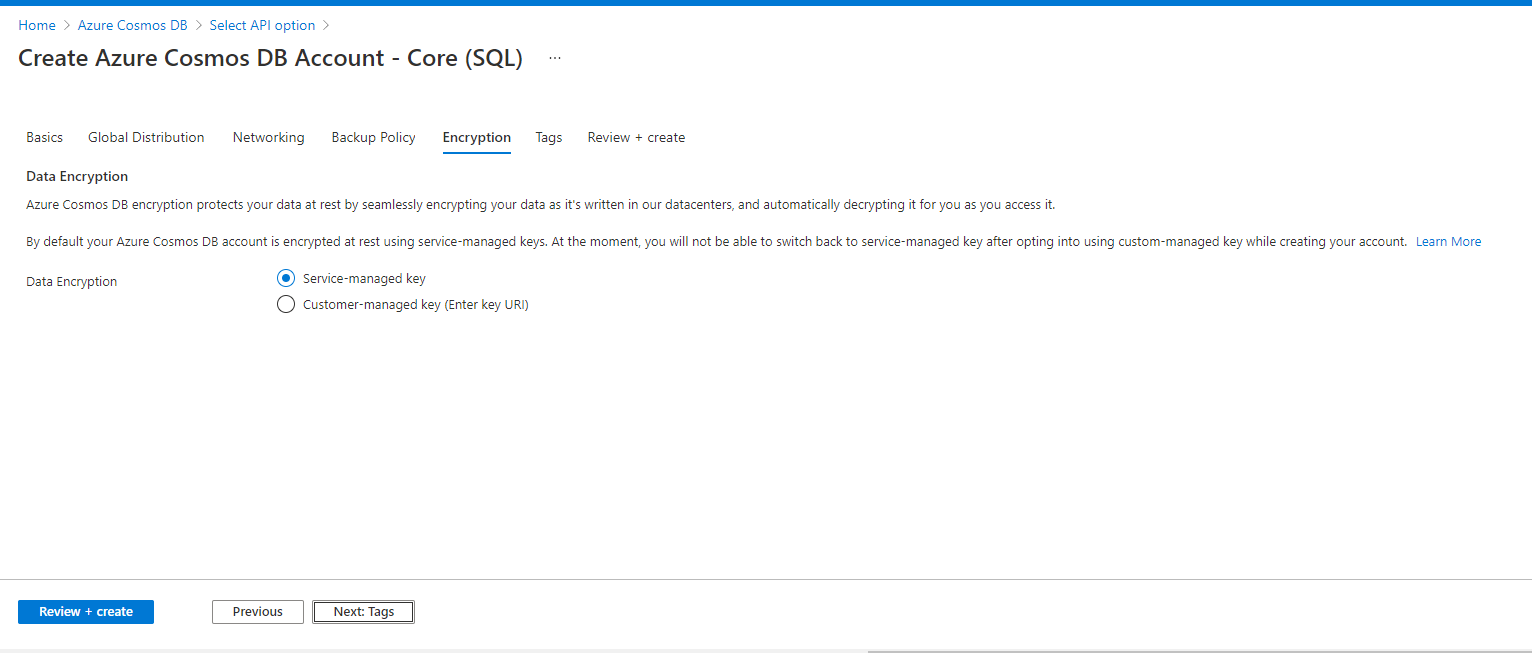 Home > Azure Cosmos DB > Select API option >
Create Azure Cosmos DB Account - Core (SQL) ...
Basics Global Distribution Networking Backup Policy Encryption Tags Review + create
Data Encryption
Azure Cosmos DB encryption protects your data at rest by seamlessly encrypting your data as it's written in our datacenters, and automatically decrypting it for you as you access it.
By default your Azure Cosmos DB account is encrypted at rest using service-managed keys. At the moment, you will not be able to switch back to service-managed key after opting into using custom-managed key while creating your account. Learn More
Data Encryption
Service-managed key
Customer-managed key (Enter key URI)
Review + create Previous Next: Tags